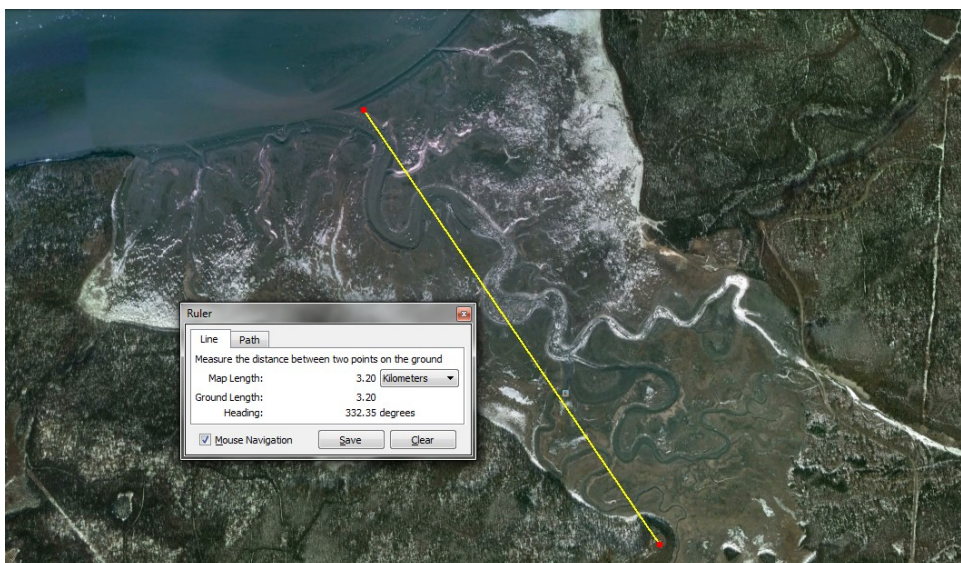 Ruler
Line Path
Measure the distance between two points on the ground
Map Length: 3.20 Kilometers
Ground Length: 3.20
Heading: 332.35 degrees
Mouse Navigation Save Clear